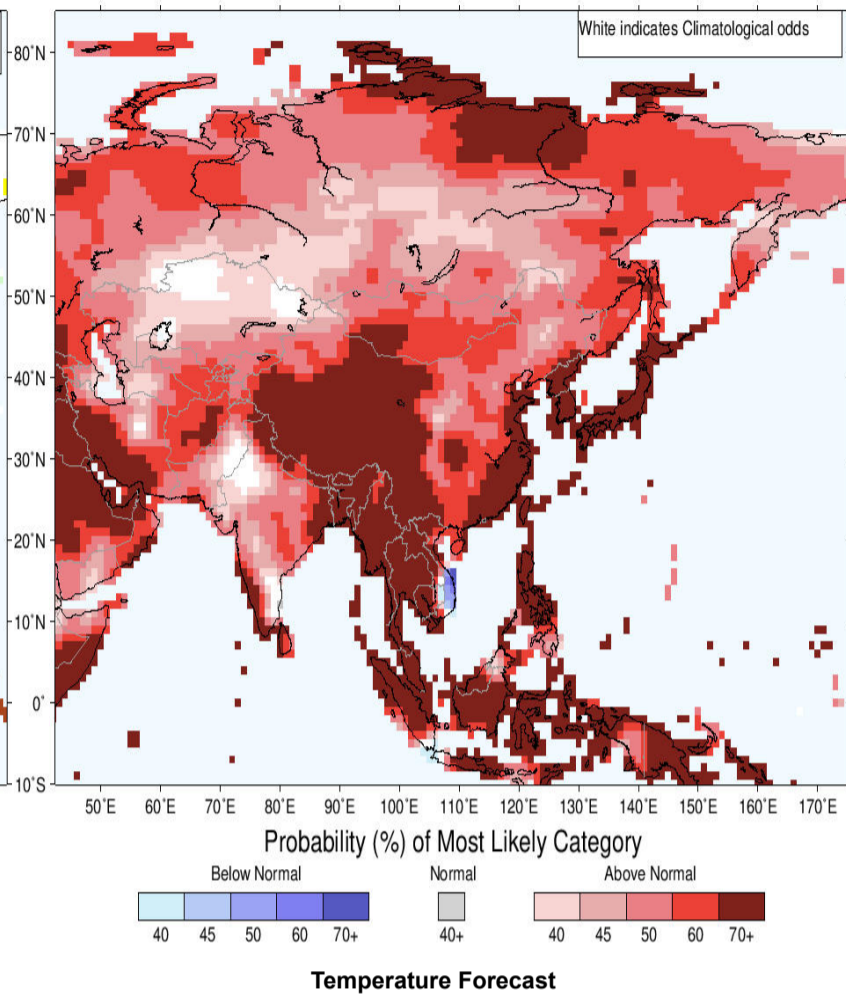 White indicates Climatological odds
80°N
70°N
60°N
50°N
40°N
30°N
20°N
10°N
0°
10°S
50°E 60°E 70°E 80°E 90°E 100°E 110°E 120°E 130°E 140°E 150°E 160°E 170°E
Probability (%) of Most Likely Category
Below Normal Normal Above Normal
40 45 50 60 70+ 40+ 40 45 50 60 70+
Temperature Forecast